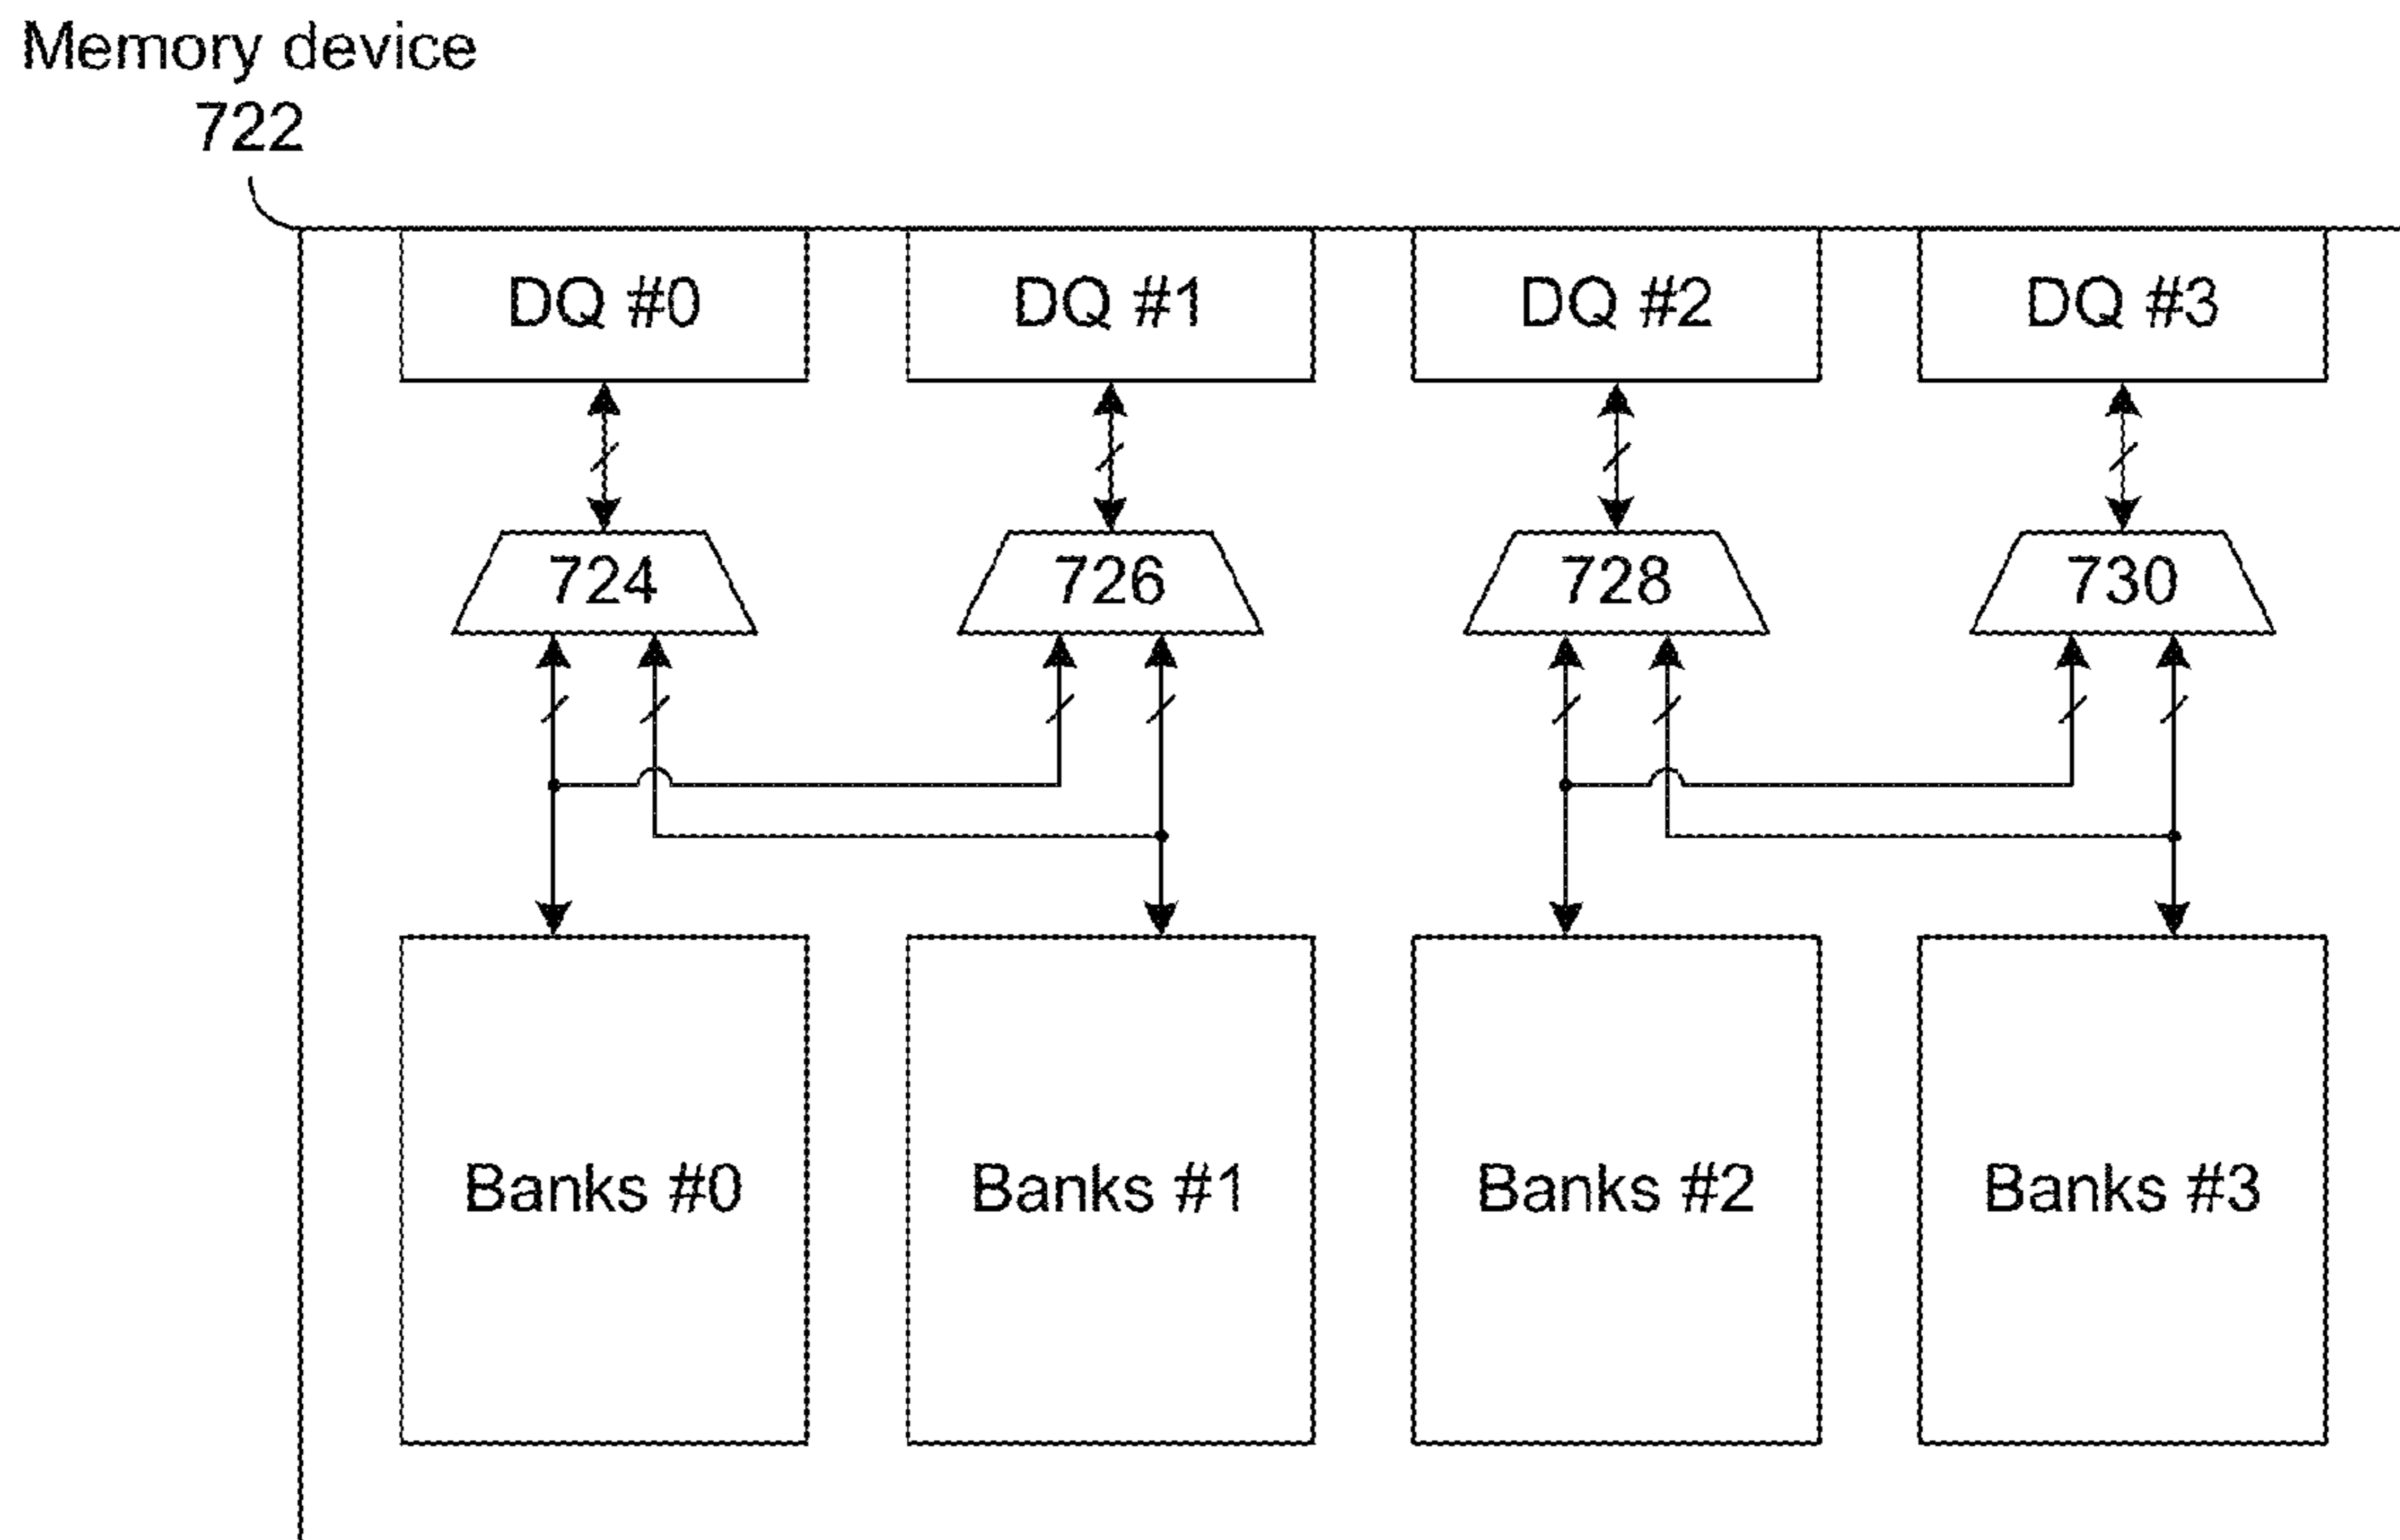 Memory device
722
DQ #0 DQ #1 DQ #2 DQ #3
724 726 728 730
Banks #0 Banks #1 Banks #2 Banks #3